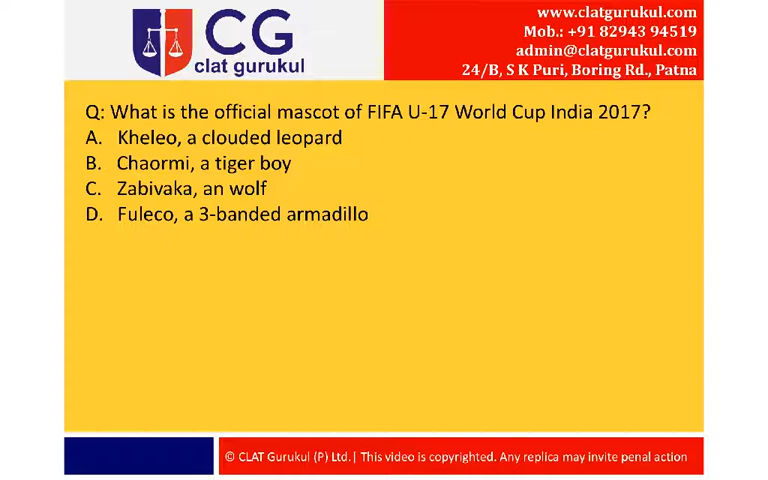 CG
clat gurukul
www.clatgurukul.com
Mob.: +91 82943 94519
admin@clatgurukul.com
24/B, S K Puri, Boring Rd., Patna
Q: What is the official mascot of FIFA U-17 World Cup India 2017?
A. Kheleo, a clouded leopard
B. Chaormi, a tiger boy
C. Zabivaka, an wolf
D. Fuleco, a 3-banded armadillo
© CLAT Gurukul (P) Ltd.| This video is copyrighted. Any replica may invite penal action